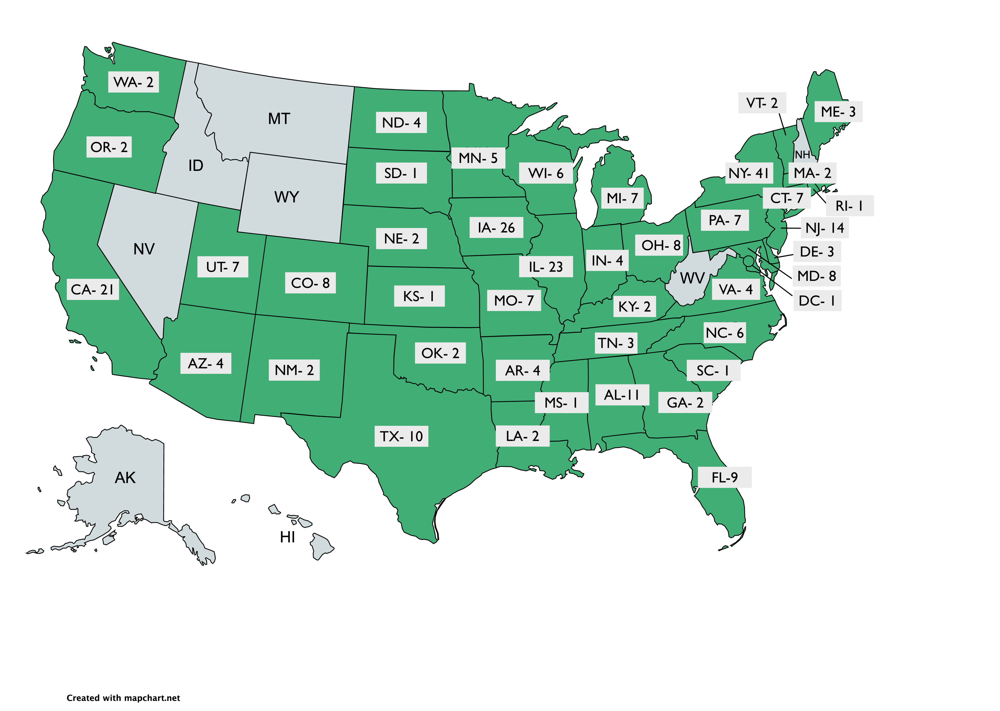 WA- 2
VT- 2
ME- 3
MT
ND- 4
OR- 2
NH
MN- 5
ID
SD- 1
WI- 6
NY- 41
MA- 2
WY
MI- 7
CT- 7
RI- 1
PA- 7
IA- 26
NJ- 14
NE- 2
OH- 8
NV
DE- 3
IN- 4
UT- 7
IL- 23
MD- 8
WV
CO- 8
CA- 21
VA- 4
KS- 1
MO- 7
DC- 1
KY- 2
NC- 6
TN- 3
OK- 2
AZ- 4
NM- 2
AR- 4
SC- 1
AL-11
MS- 1
GA- 2
TX- 10
LA- 2
AK
FL-9
HI
Created with mapchart.net